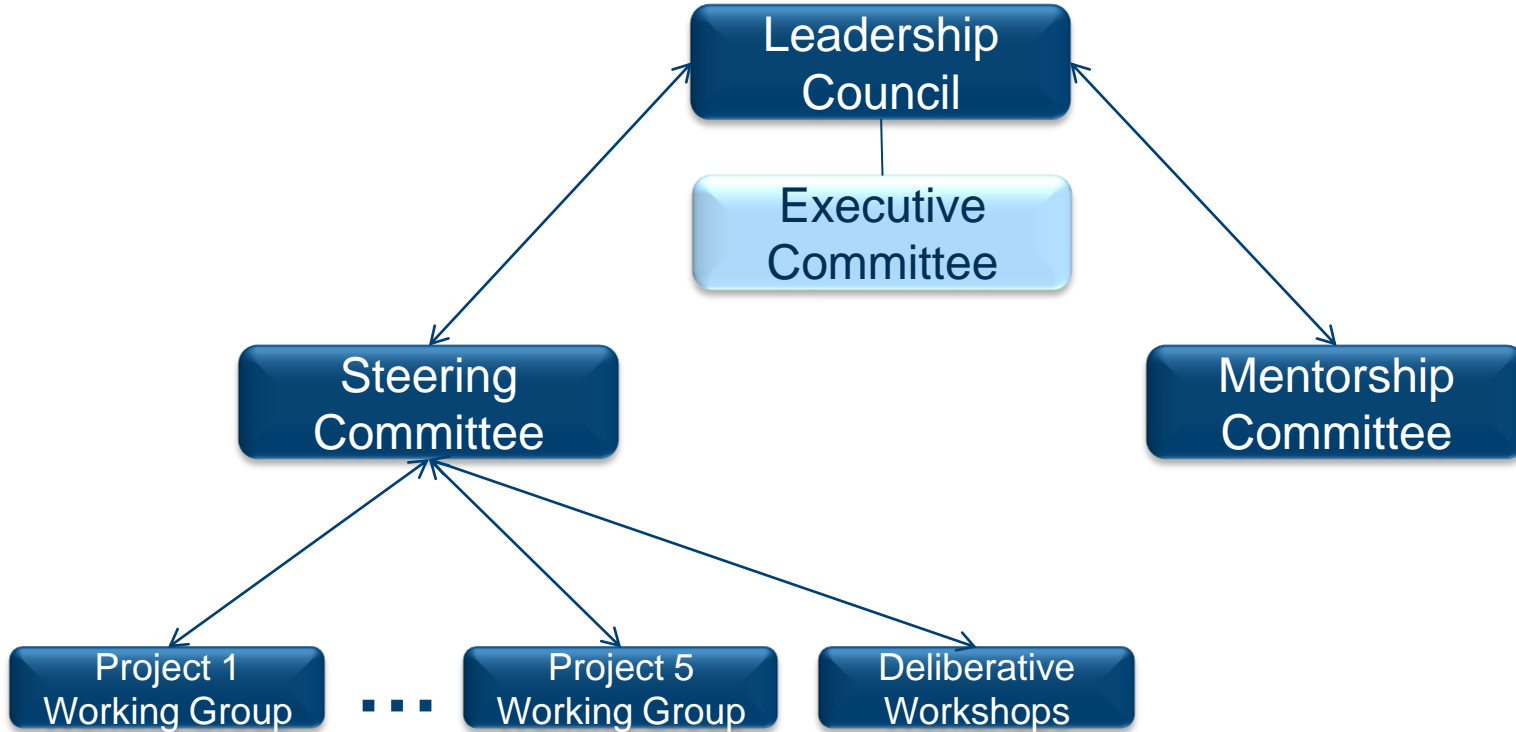 Leadership
Council
Executive
Committee
Steering
Committee
Mentorship
Committee
Project 1
Working Group
...
Project 5
Working Group
Deliberative
Workshops